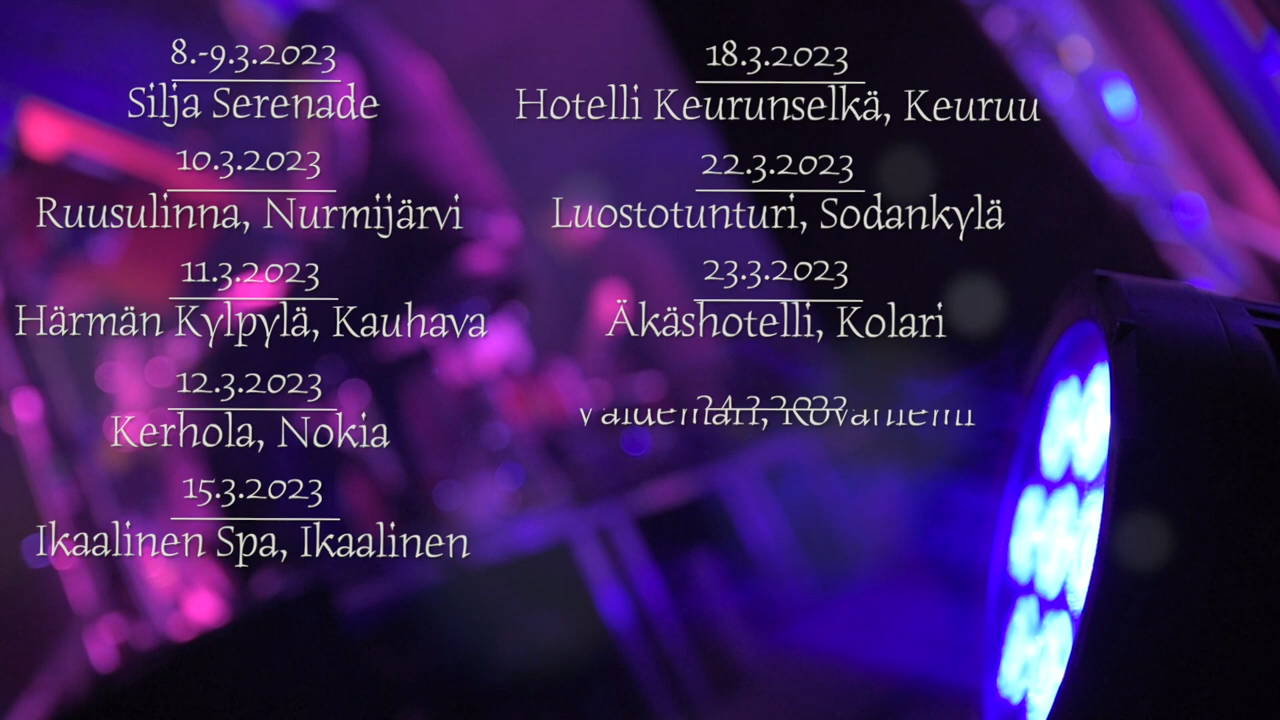 8.-9.3.2023
Silja Serenade
10.3.2023
Ruusulinna, Nurmijärvi
11.3.2023
Härmän Kylpylä, Kauhava
12.3.2023
Kerhola, Nokia
15.3.2023
Ikaalinen Spa, Ikaalinen
18.3.2023
Hotelli Keurunselkä, Keuruu
22.3.2023
Luostotunturi, Sodankylä
23.3.2023
Äkäshotelli, Kolari